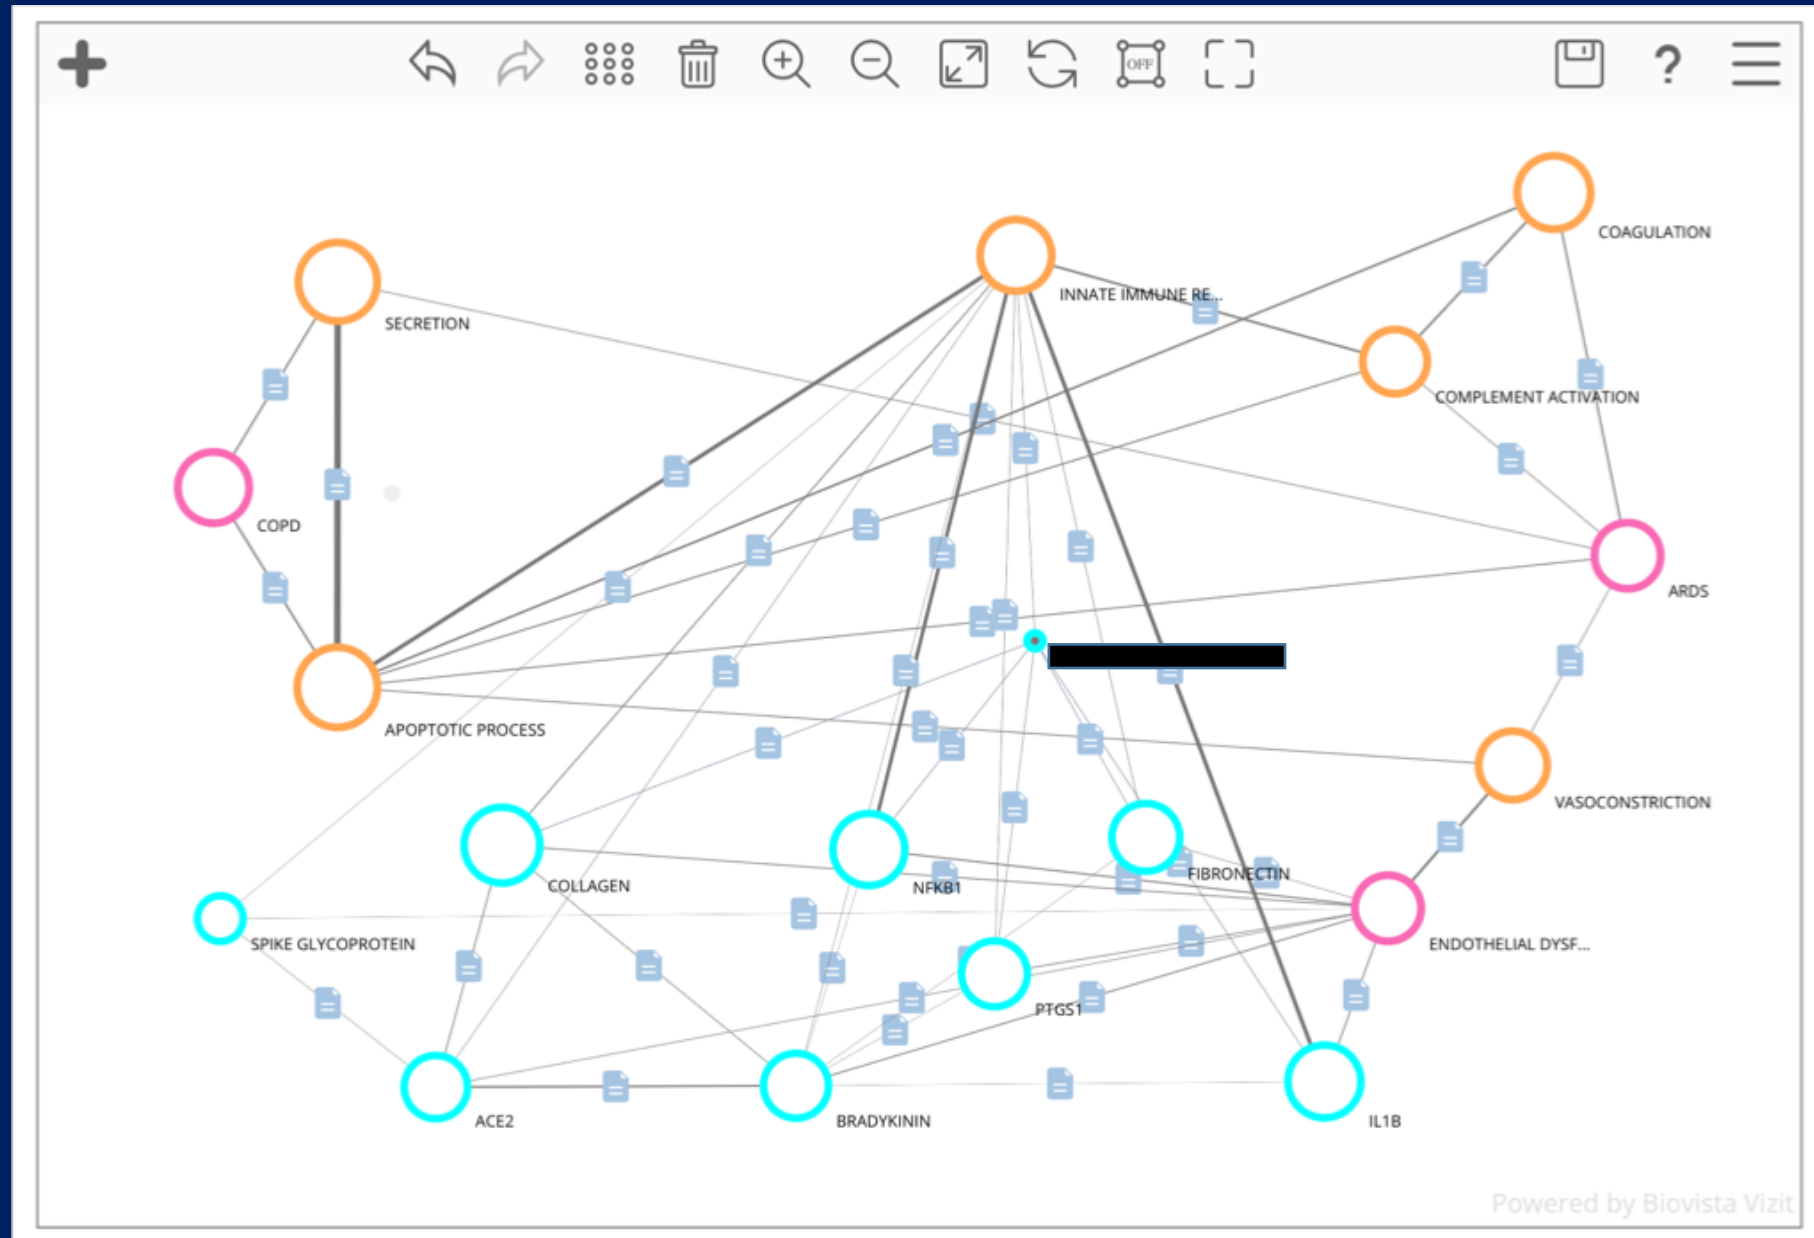 OFF
?
COAGULATION
INNATE IMMUNE RE...
SECRETION
COMPLEMENT ACTIVATION
COPD
ARDS
APOPTOTIC PROCESS
VASOCONSTRICTION
COLLAGEN
NFKB1
FIBRONECTIN
SPIKE GLYCOPROTEIN
ENDOTHELIAL DYSF...
PTGS1
ACE2
BRADYKININ
IL1B
Powered by Biovista Vizit